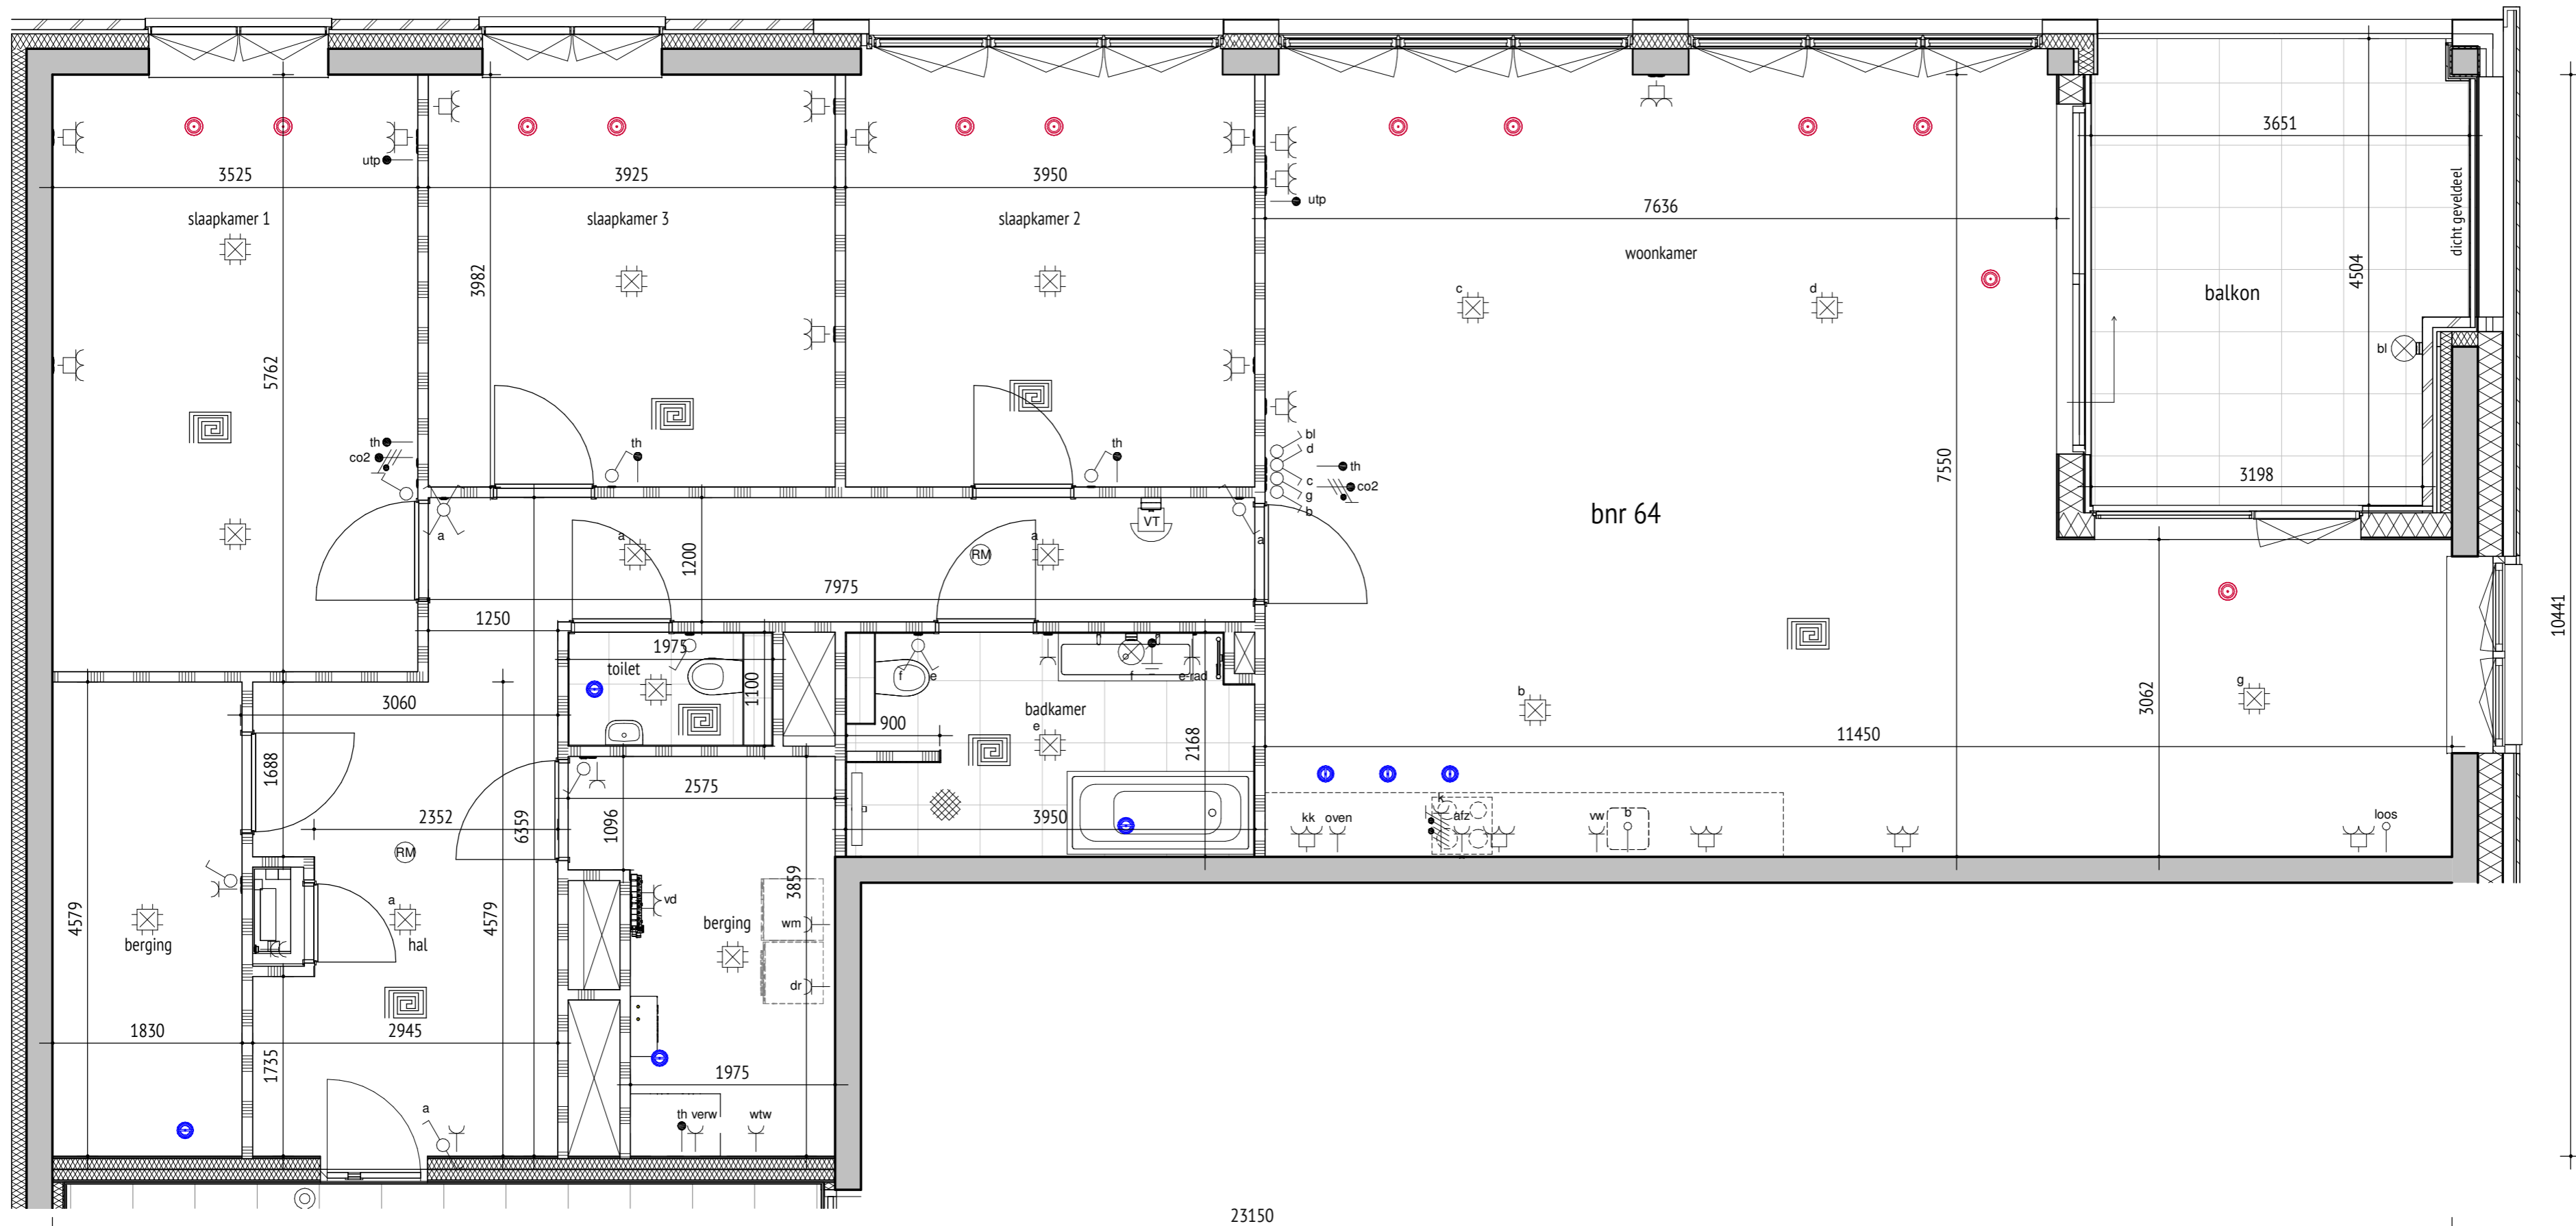 3651
3525
3925
3950
utp
utp
7636
slaapkamer 1
slaapkamer 3
slaapkamer 2
woonkamer
dicht geveldeel
3982
4504
balkon
c
d
bl
5762
th
co2
th
th
bl
d
th
c
co2
g
b
7550
3198
bnr 64
VT
a
a
RM
a
a
1200
7975
10441
1250
1975
toilet
1100
f
e
f
e-rad
3060
900
badkamer
e
2168
b
g
3062
11450
1688
2575
2352
6359
1096
3950
kk
oven
k
afz
vw
b
loos
RM
3859
vd
a
4579
berging
hal
4579
berging
wm
dr
1830
2945
1735
1975
a
th verw
wtw
23150